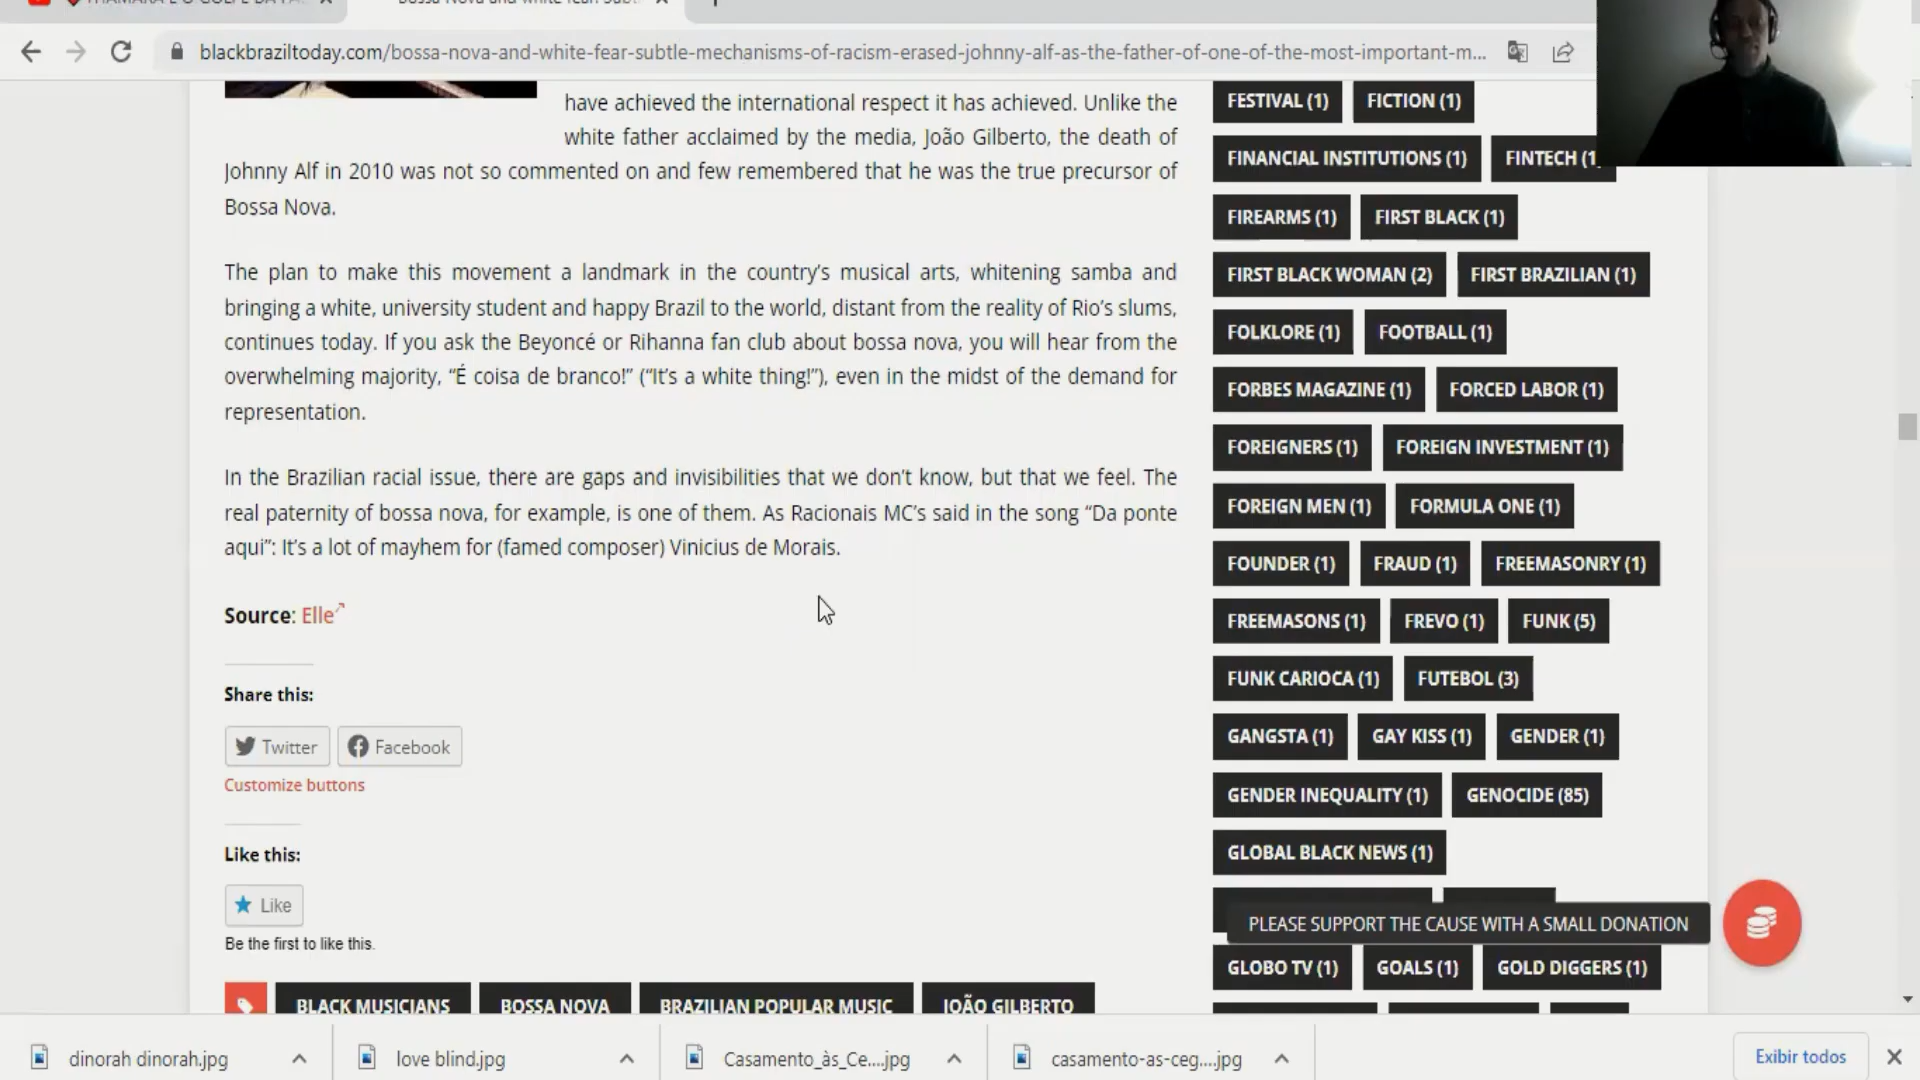 THAMARA E O GOLPE DA
blackbraziltoday.com/bossa-nova-and-white-fear-subtle-mechanisms-of-racism-erased-johnny-alf-as-the-father-of-one-of-the-most-important-m...
have achieved the international respect it has achieved. Unlike the
white father acclaimed by the media, João Gilberto, the death of
Johnny Alf in 2010 was not so commented on and few remembered that he was the true precursor of
Bossa Nova.
The plan to make this movement a landmark in the country's musical arts, whitening samba and
bringing a white, university student and happy Brazil to the world, distant from the reality of Rio's slums,
continues today. If you ask the Beyoncé or Rihanna fan club about bossa nova, you will hear from the
overwhelming majority, “É coisa de branco!” (“It's a white thing!”), even in the midst of the demand for
representation.
In the Brazilian racial issue, there are gaps and invisibilities that we don't know, but that we feel. The
real paternity of bossa nova, for example, is one of them. As Racionais MC's said in the song “Da ponte
aqui”: It's a lot of mayhem for (famed composer) Vinicius de Morais.
Source: Elle
Share this:
Twitter Facebook
Customize buttons
Like this:
Like
Be the first to like this.
BLACK MUSICIANS BOSSA NOVA BRAZILIAN POPULAR MUSIC JOÃO GILBERTO
FESTIVAL (1) FICTION (1)
FINANCIAL INSTITUTIONS (1) FINTECH (1)
FIREARMS (1) FIRST BLACK (1)
FIRST BLACK WOMAN (2) FIRST BRAZILIAN (1)
FOLKLORE (1) FOOTBALL (1)
FORBES MAGAZINE (1) FORCED LABOR (1)
FOREIGNERS (1) FOREIGN INVESTMENT (1)
FOREIGN MEN (1) FORMULA ONE (1)
FOUNDER (1) FRAUD (1) FREEMASONRY (1)
FREEMASONS (1) FREVO (1) FUNK (5)
FUNK CARIOCA (1) FUTEBOL (3)
GANGSTA (1) GAY KISS (1) GENDER (1)
GENDER INEQUALITY (1) GENOCIDE (85)
GLOBAL BLACK NEWS (1)
PLEASE SUPPORT THE CAUSE WITH A SMALL DONATION
GLOBO TV (1) GOALS (1) GOLD DIGGERS (1)
dinorah dinorah.jpg love blind.jpg Casamento_às_Ce....jpg casamento-as-ceg....jpg Exibir todos